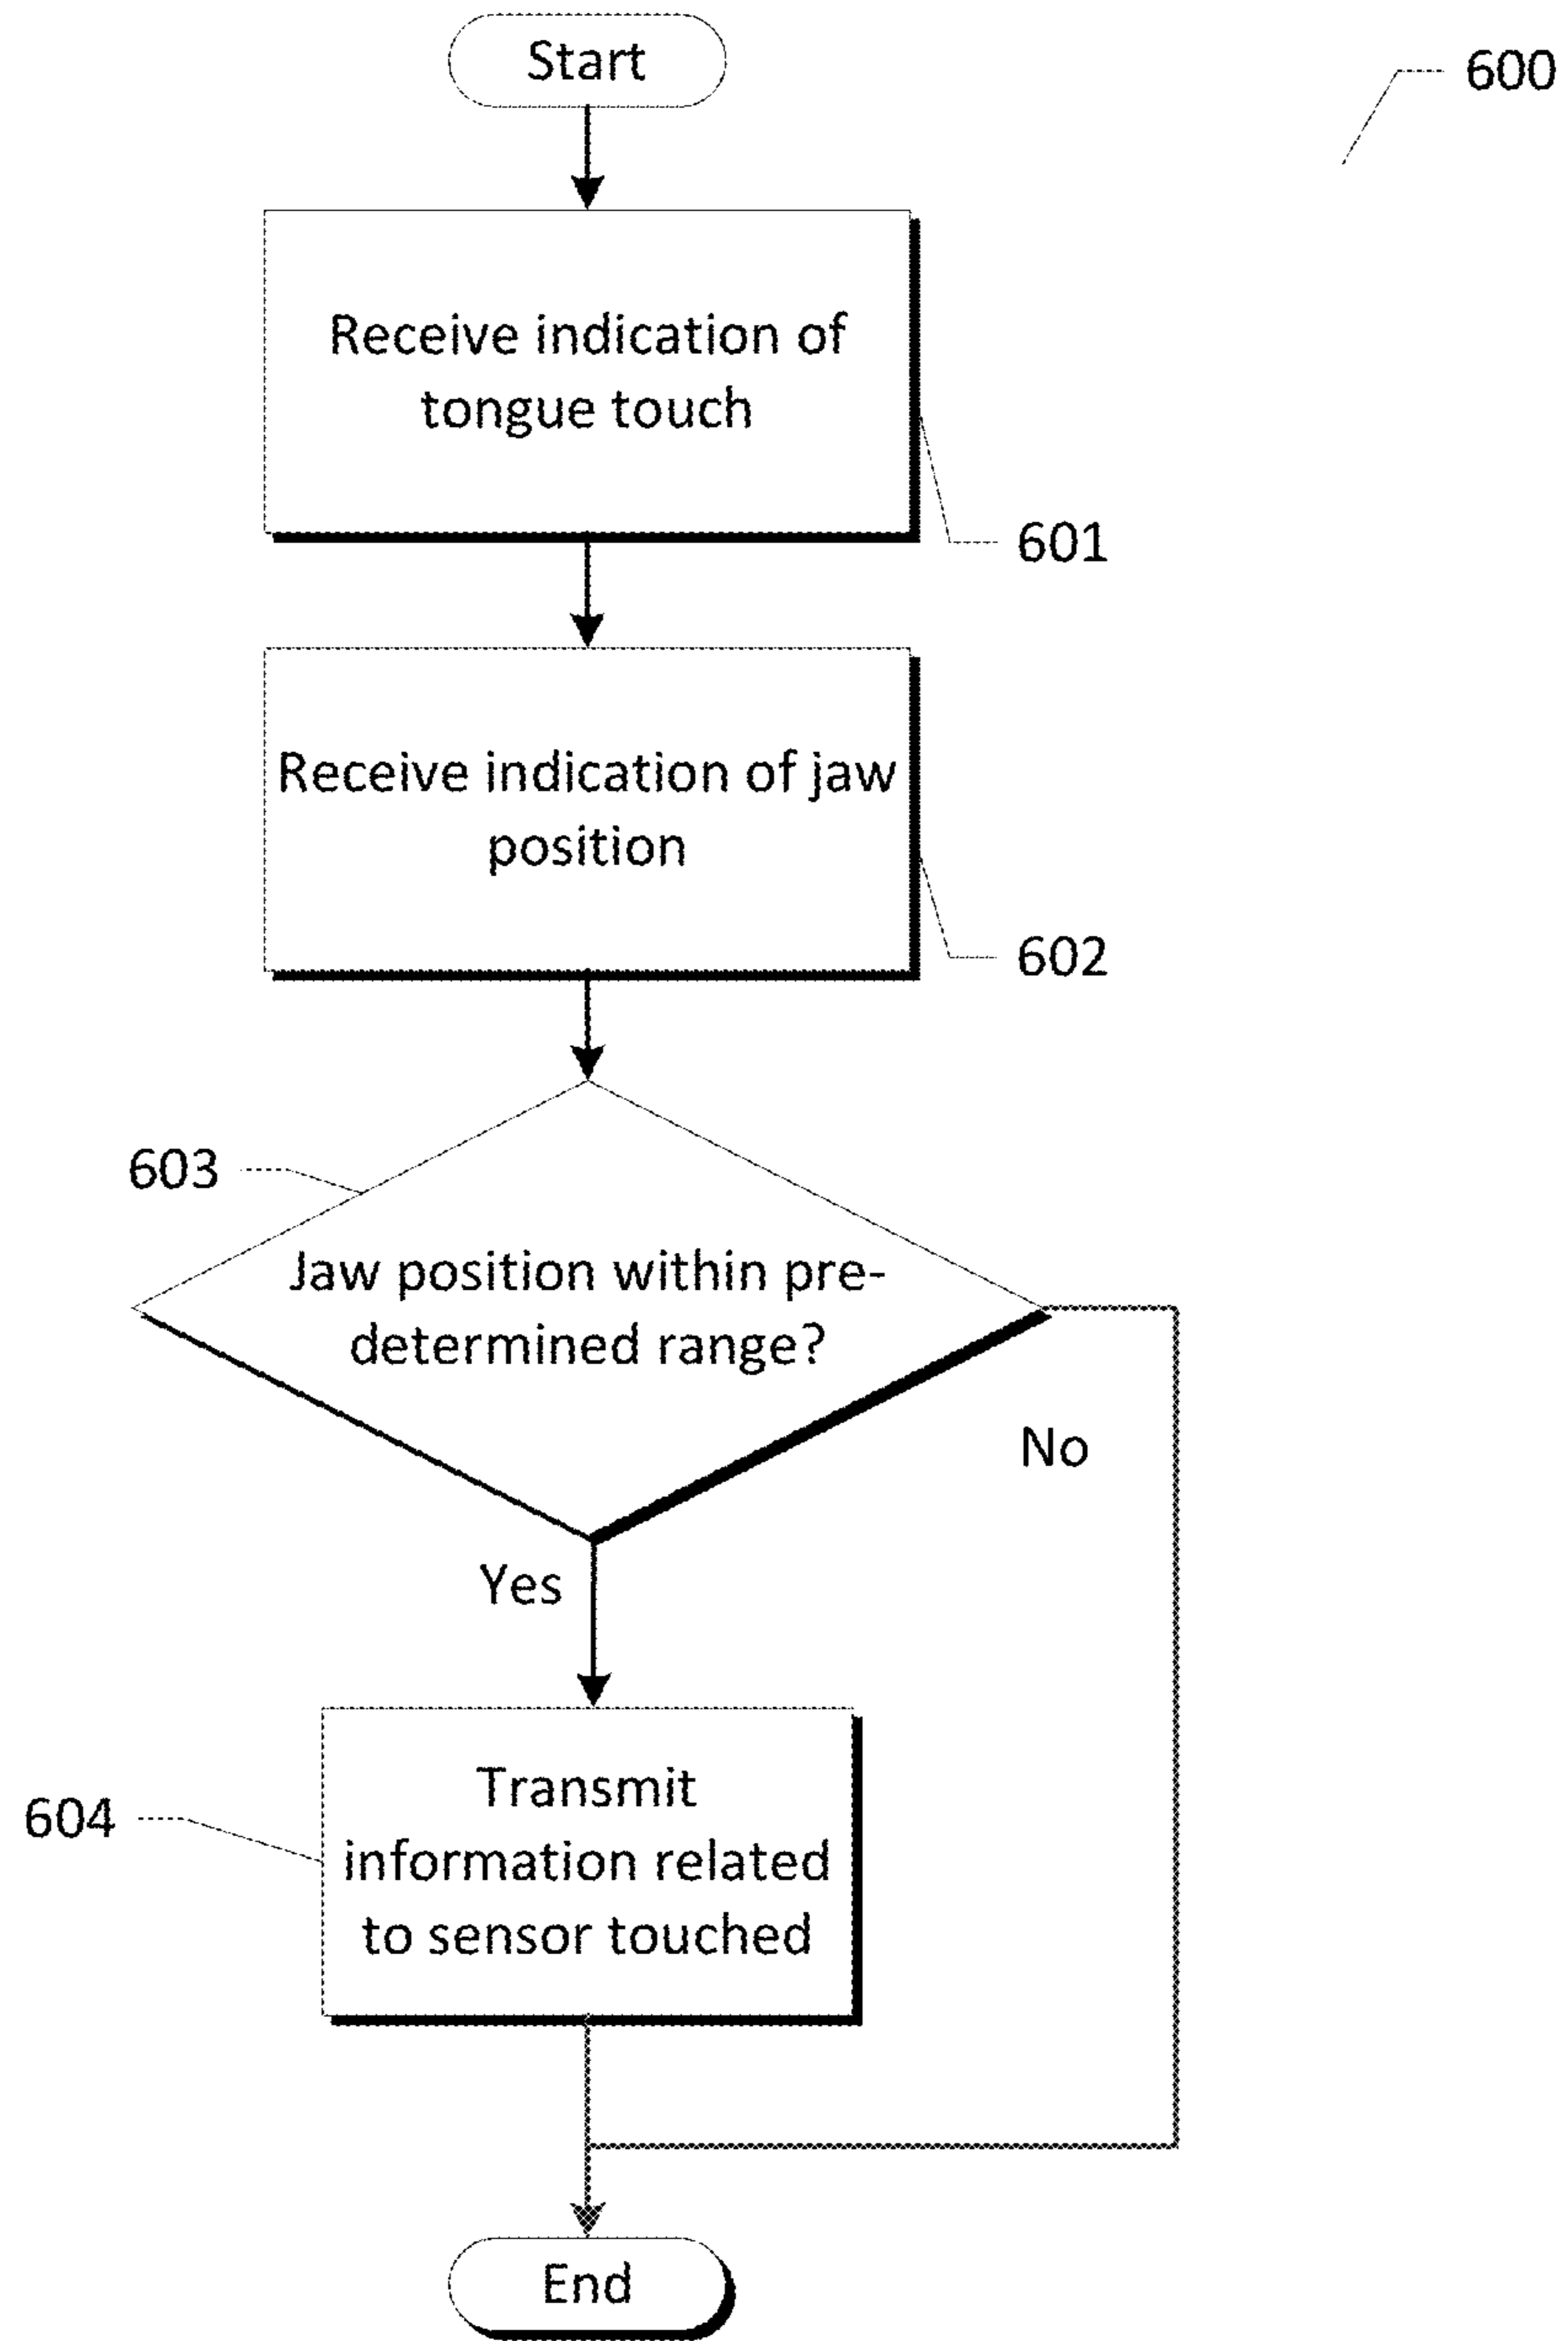 Start
600
Receive indication of
tongue touch
601
Receive indication of jaw
position
602
603
Jaw position within pre-
determined range?
No
Yes
Transmit
information related
to sensor touched
604
End